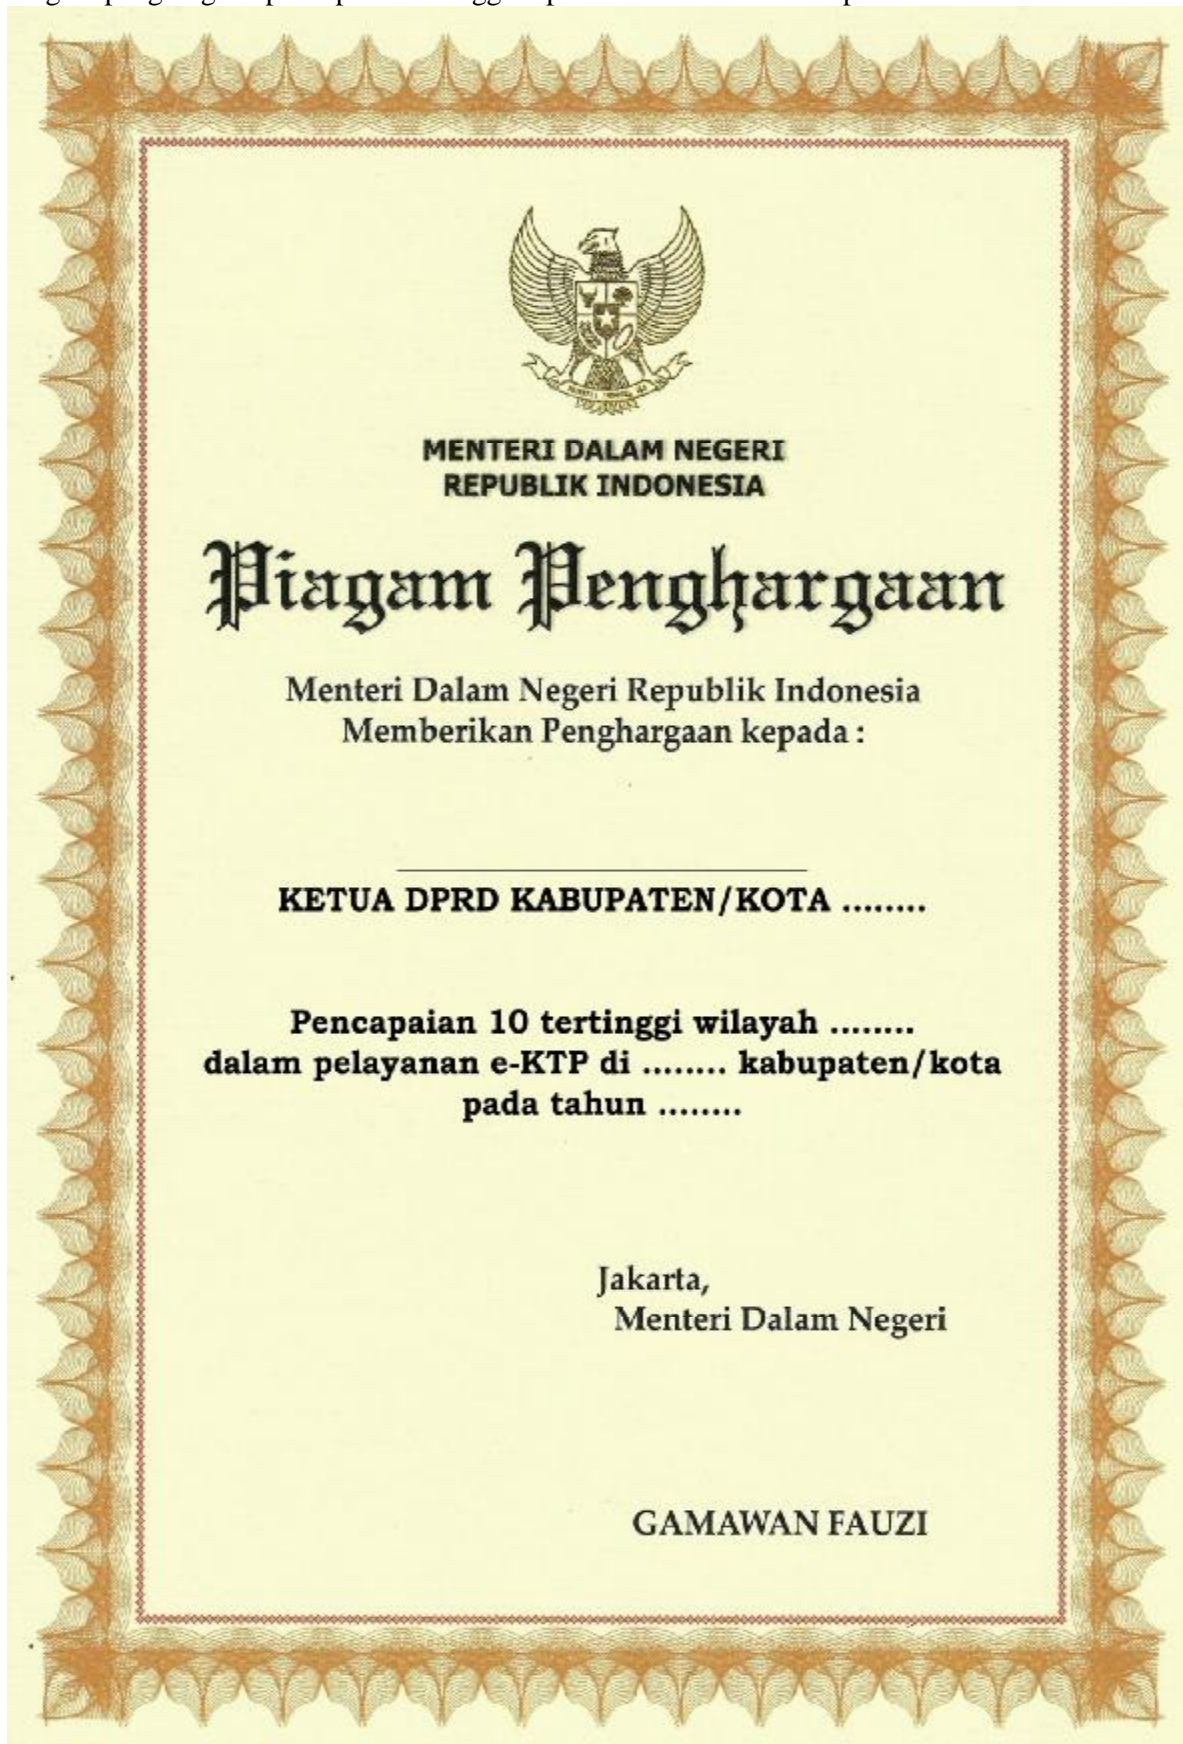 MENTERI DALAM NEGERI
REPUBLIK INDONESIA
Piagam Penghargaan
Menteri Dalam Negeri Republik Indonesia
Memberikan Penghargaan kepada :
KETUA DPRD KABUPATEN/KOTA ........
Pencapaian 10 tertinggi wilayah ........
dalam pelayanan e-KTP di ........ kabupaten/kota
pada tahun ........
Jakarta,
Menteri Dalam Negeri
GAMAWAN FAUZI